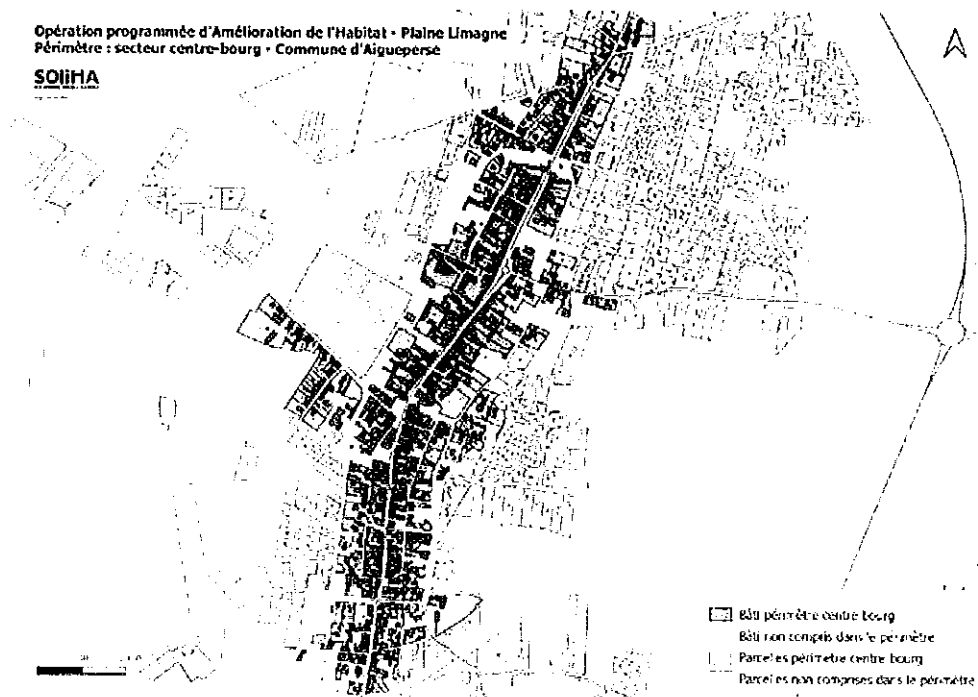 Opération programmée d'Amélioration de l'Habitat - Plaine Limagne
Périmètre : secteur centre-bourg - Commune d'Aigueperse
SOLiHA
Bâti périmètre centre bourg
Bâti non compris dans le périmètre
Parcelles périmètre centre bourg
Parcelles non comprises dans le périmètre